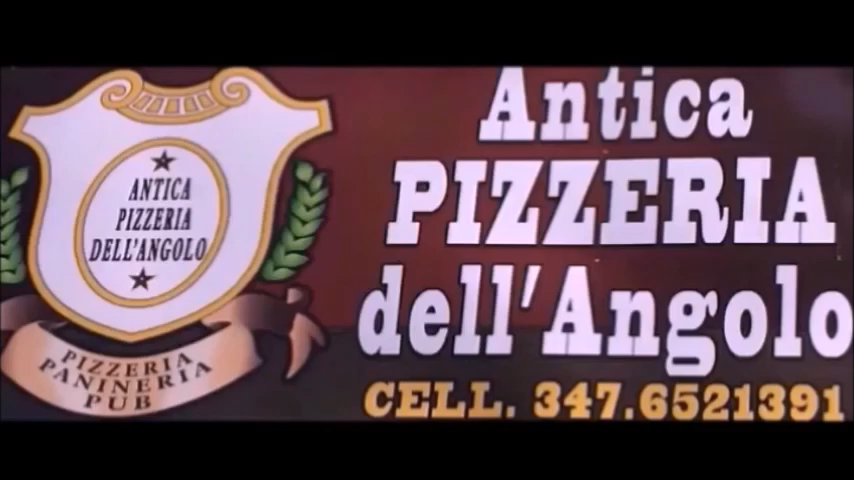 ANTICA
PIZZERIA
DELL'ANGOLO
PIZZERIA
PANINERIA
PUB
Antica
PIZZERIA
dell'Angolo
CELL. 347.6521391